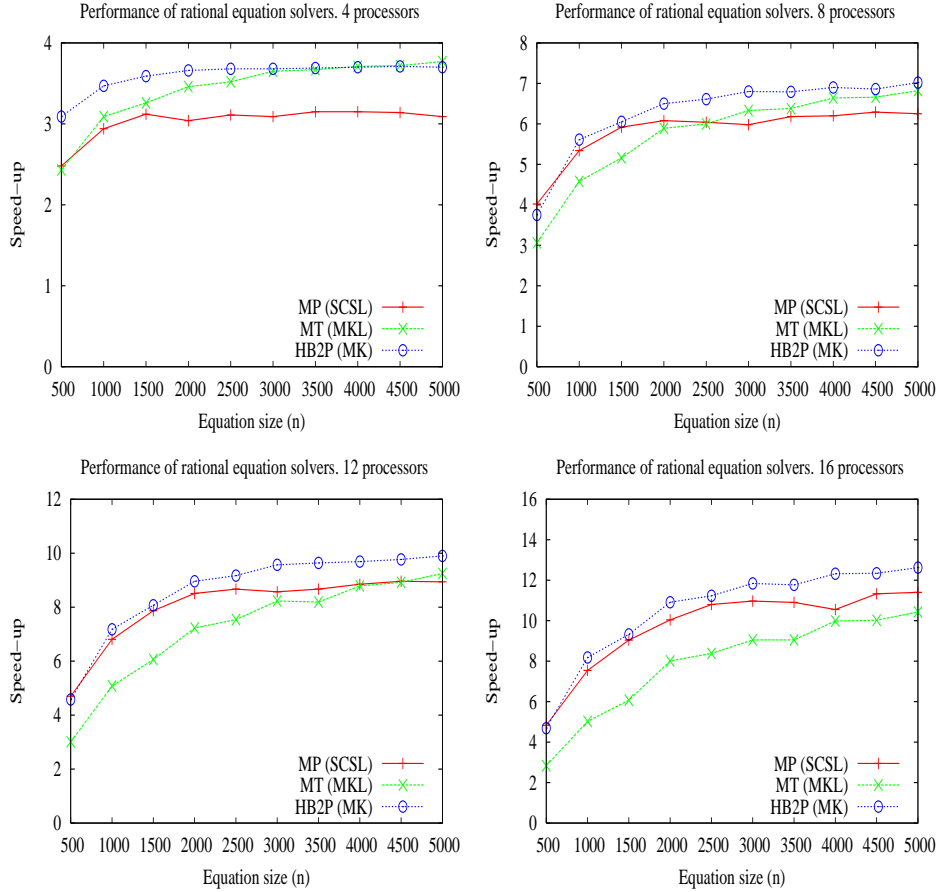 Performance of rational equation solvers. 4 processors
4
3
2
1
0
Speed-up
MP (SCSL)
MT (MKL)
HB2P (MK)
500 1000 1500 2000 2500 3000 3500 4000 4500 5000
Equation size (n)
Performance of rational equation solvers. 8 processors
8
7
6
5
4
3
2
1
0
Speed-up
MP (SCSL)
MT (MKL)
HB2P (MK)
500 1000 1500 2000 2500 3000 3500 4000 4500 5000
Equation size (n)
Performance of rational equation solvers. 12 processors
12
10
8
6
4
2
0
Speed-up
MP (SCSL)
MT (MKL)
HB2P (MK)
500 1000 1500 2000 2500 3000 3500 4000 4500 5000
Equation size (n)
Performance of rational equation solvers. 16 processors
16
14
12
10
8
6
4
2
0
Speed-up
MP (SCSL)
MT (MKL)
HB2P (MK)
500 1000 1500 2000 2500 3000 3500 4000 4500 5000
Equation size (n)